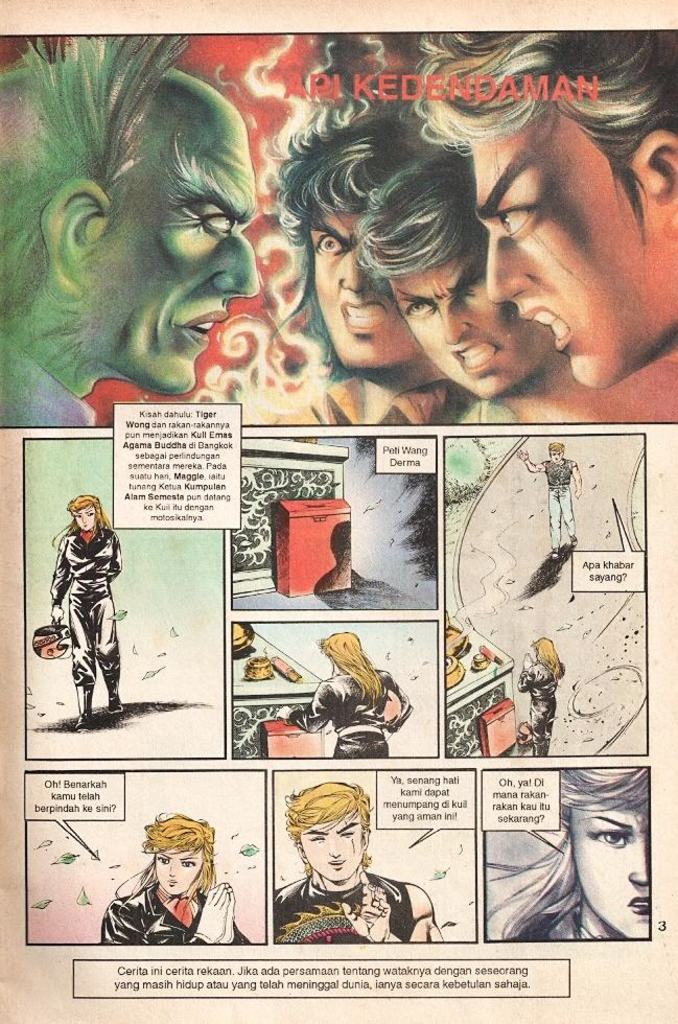 API KEDENDAMAN
Kisah dahulu: Tiger
Wong dan rakan-rakannya
pun menjadikan Kuil Emas
Agama Buddha di Bangkok
sebagai perlindungan
sementara mereka. Pada
suatu hari, Maggle, iaitu
tunang Ketua Kumpulan
Alam Semesta pun datang
ke Kuil itu dengan
motosikalnya.
Peti Wang
Derma
Apa khabar
sayang?
Oh! Benarkah
kamu telah
berpindah ke sini?
Ya, senang hati
kami dapat
menumpang di kuil
yang aman ini!
Oh, ya! Di
mana rakan-
rakan kau itu
sekarang?
3
Cerita ini cerita rekaan. Jika ada persamaan tentang wataknya dengan seseorang
yang masih hidup atau yang telah meninggal dunia, ianya secara kebetulan sahaja.